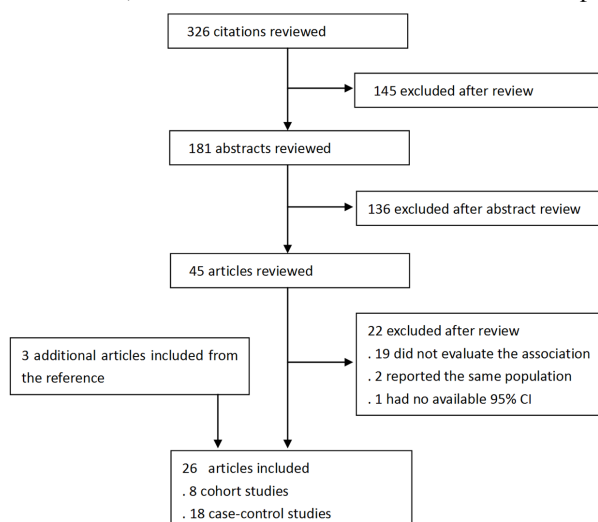 326 citations reviewed
145 excluded after review
181 abstracts reviewed
136 excluded after abstract review
45 articles reviewed
22 excluded after review
. 19 did not evaluate the association
. 2 reported the same population
. 1 had no available 95% CI
3 additional articles included from
the reference
26 articles included
. 8 cohort studies
. 18 case-control studies